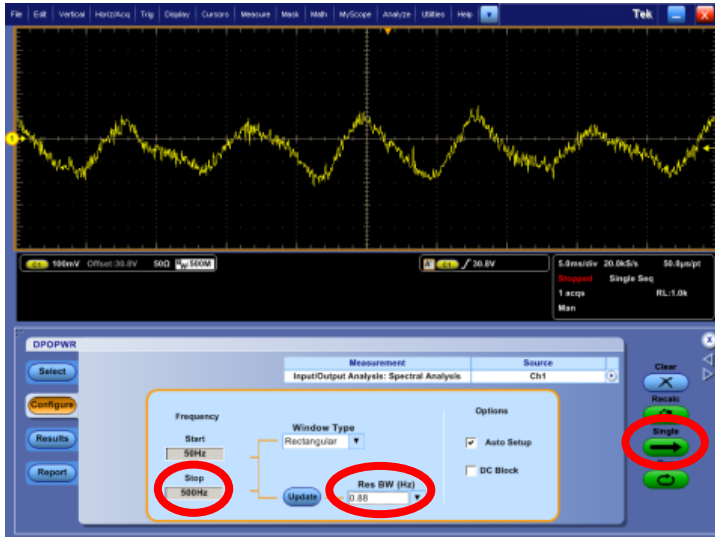 File Edit Vertical Horiz/Acq Trig Display Cursors Measure Mask Math MyScope Analyze Utilities Help Tek
1
C1 100mV Offset:30.8V 50Ω BW:500M
A' C1 30.8V
5.0ms/div 20.0kS/s 50.0µs/pt
Stopped Single Seq
1 acqs RL:1.0k
Man
DPOPWR
Select
Configure
Results
Report
Measurement Source
Input/Output Analysis: Spectral Analysis Ch1
Frequency
Start
50Hz
Stop
500Hz
Window Type
Rectangular
Update
Res BW (Hz)
0.88
Options
Auto Setup
DC Block
Clear
Recalc
Single